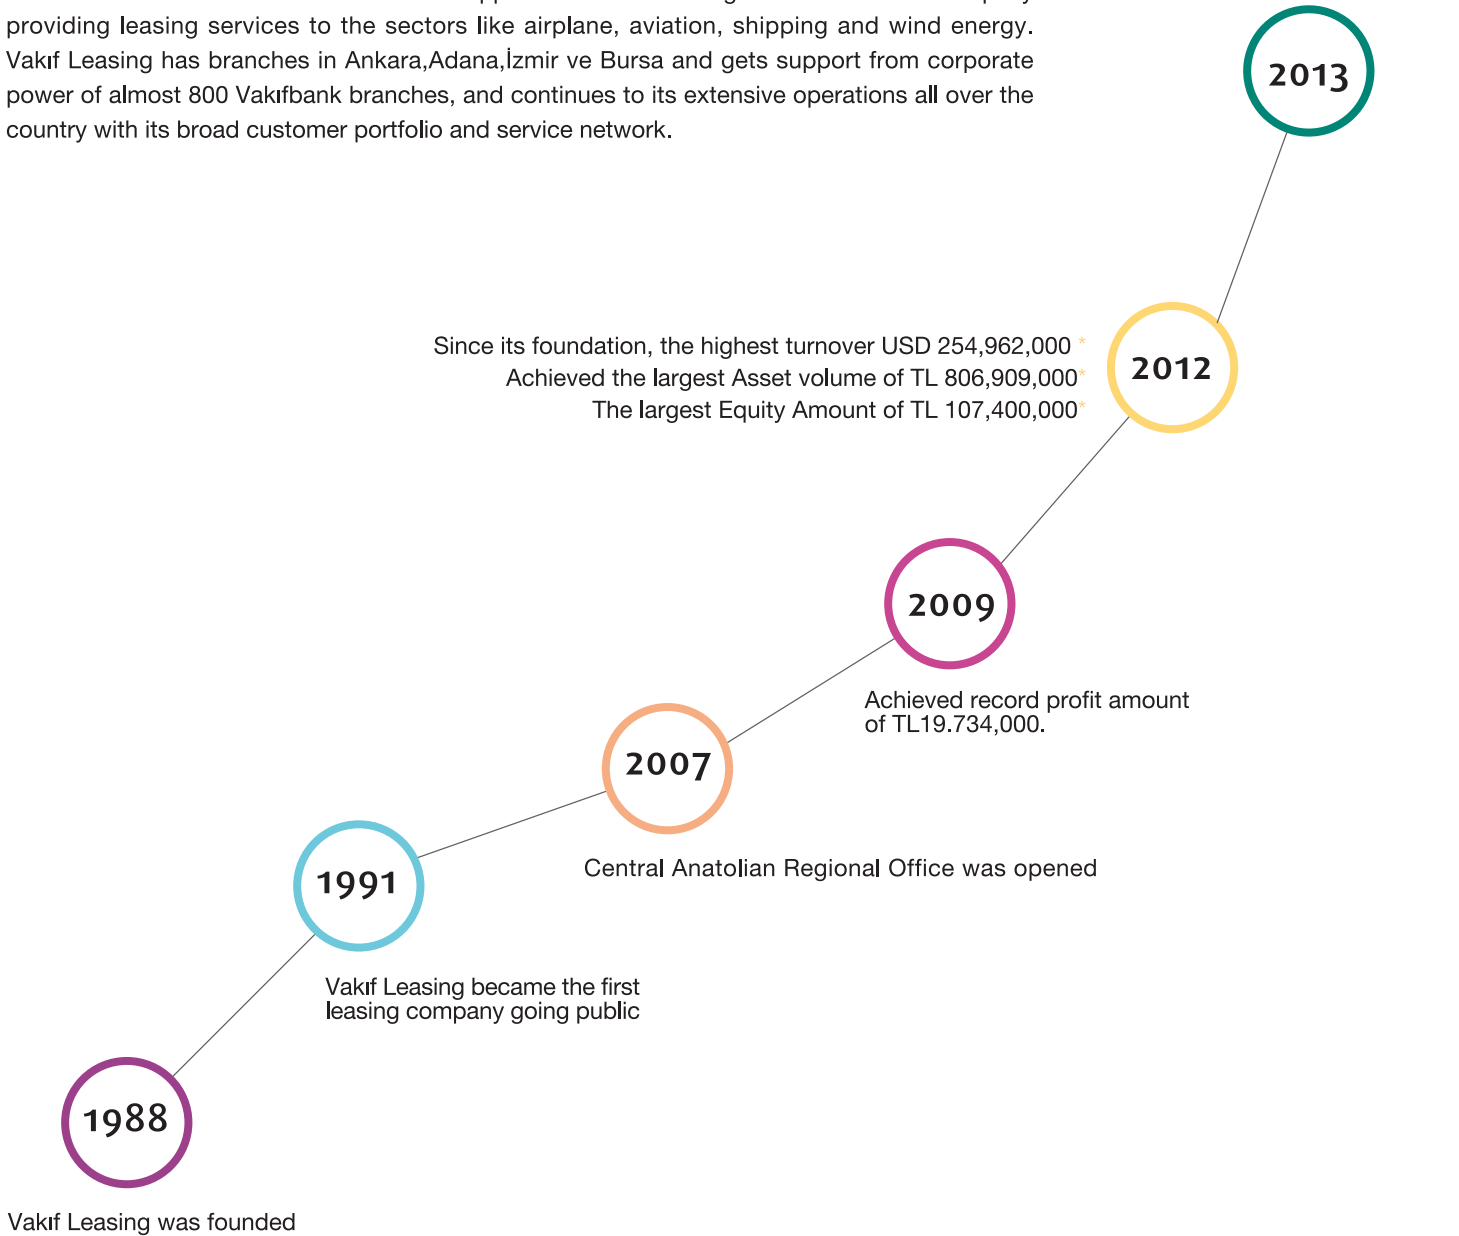 providing leasing services to the sectors like airplane, aviation, shipping and wind energy.
Vakıf Leasing has branches in Ankara,Adana,İzmir ve Bursa and gets support from corporate
power of almost 800 Vakıfbank branches, and continues to its extensive operations all over the
country with its broad customer portfolio and service network.
2013
Since its foundation, the highest turnover USD 254,962,000 *
Achieved the largest Asset volume of TL 806,909,000*
The largest Equity Amount of TL 107,400,000*
2012
2009
Achieved record profit amount
of TL19.734,000.
2007
Central Anatolian Regional Office was opened
1991
Vakıf Leasing became the first
leasing company going public
1988
Vakıf Leasing was founded